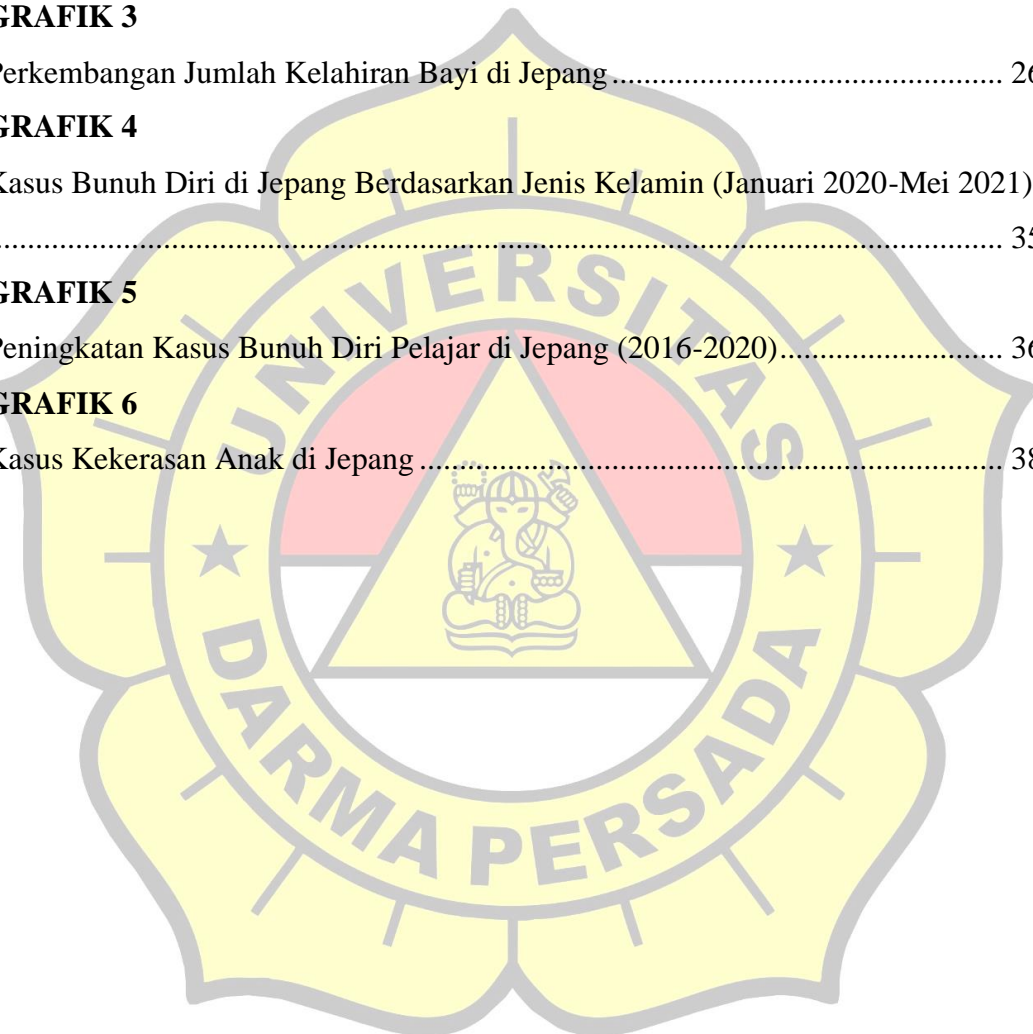 GRAFIK 3
Perkembangan Jumlah Kelahiran Bayi di Jepang.......................................... 26
GRAFIK 4
Kasus Bunuh Diri di Jepang Berdasarkan Jenis Kelamin (Januari 2020-Mei 2021)
............................................................................................................ 35
GRAFIK 5
Peningkatan Kasus Bunuh Diri Pelajar di Jepang (2016-2020)........................ 36
GRAFIK 6
Kasus Kekerasan Anak di Jepang ............................................................... 38
UNIVERSITAS
DARMA PERSADA